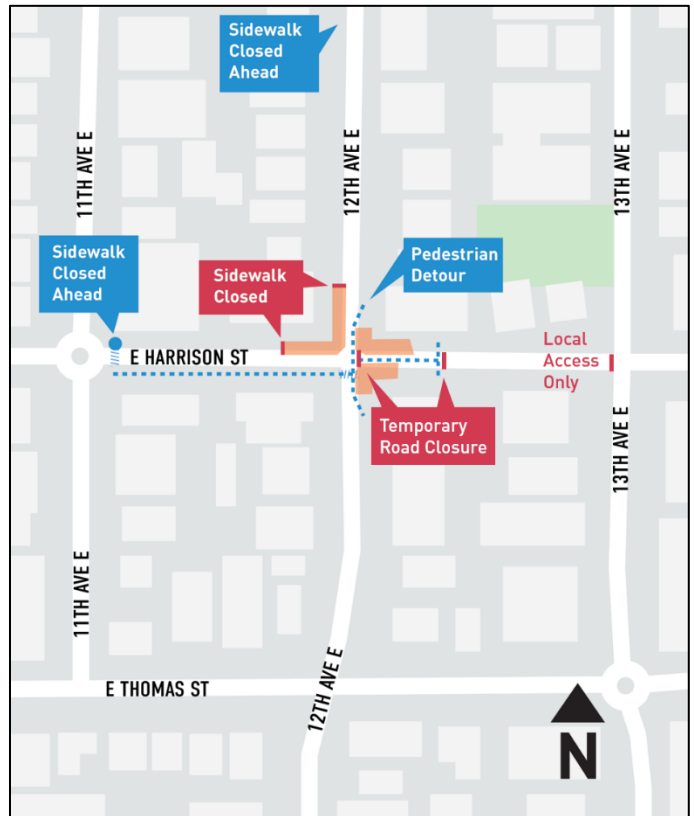 Sidewalk
Closed
Ahead
11TH AVE E
12TH AVE E
13TH AVE E
Sidewalk
Closed
Ahead
Sidewalk
Closed
Pedestrian
Detour
E HARRISON ST
Local
Access
Only
Temporary
Road Closure
13TH AVE E
11TH AVE E
12TH AVE E
E THOMAS ST
N